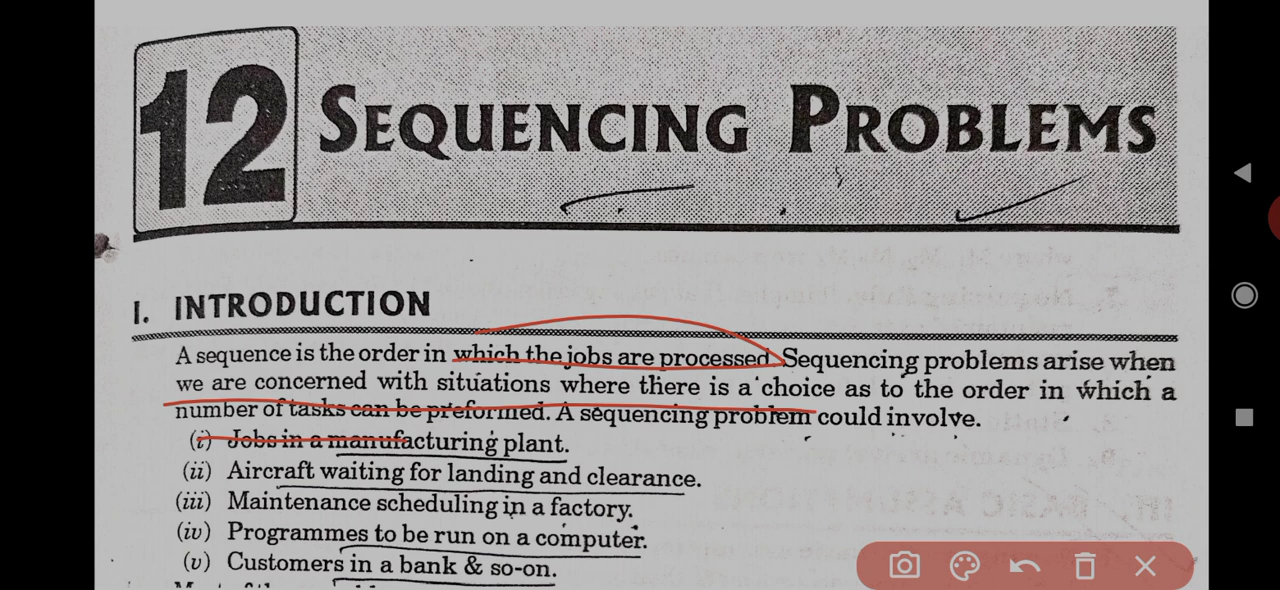 12 SEQUENCING PROBLEMS
I. INTRODUCTION
A sequence is the order in which the jobs are processed. Sequencing problems arise when
we are concerned with situations where there is a choice as to the order in which a
number of tasks can be preformed. A sequencing problem could involve.
(i) Jobs in a manufacturing plant.
(ii) Aircraft waiting for landing and clearance.
(iii) Maintenance scheduling in a factory.
(iv) Programmes to be run on a computer.
(v) Customers in a bank & so-on.